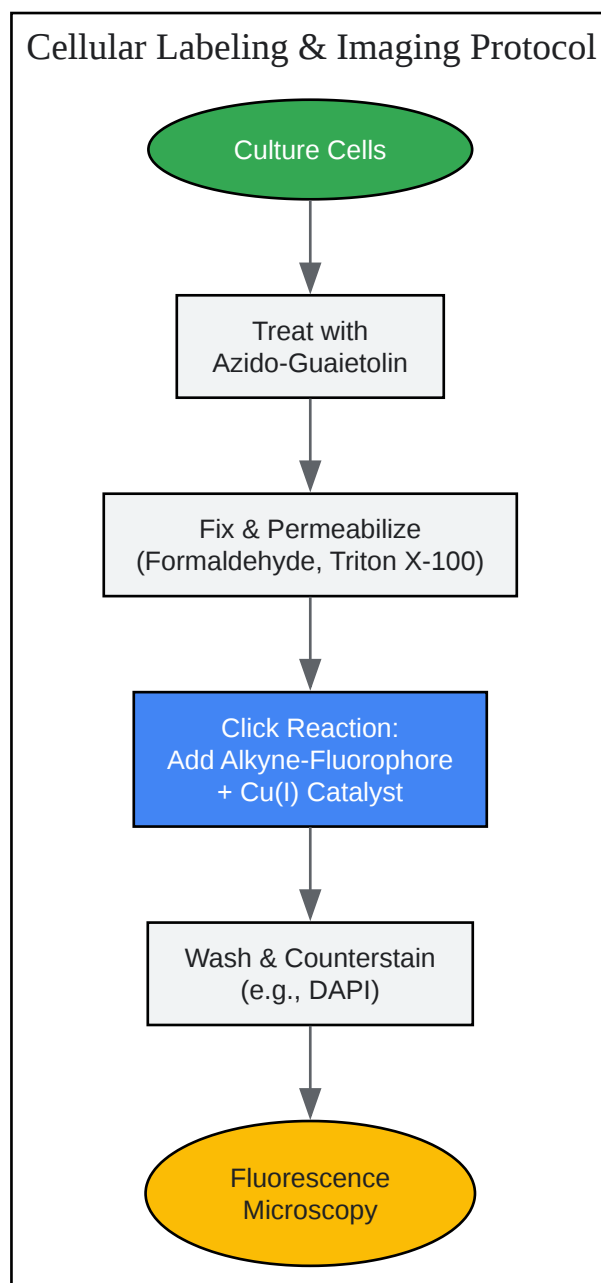 Cellular Labeling & Imaging Protocol
Culture Cells
Treat with
Azido-Guaietolin
Fix & Permeabilize
(Formaldehyde, Triton X-100)
Click Reaction:
Add Alkyne-Fluorophore
+ Cu(I) Catalyst
Wash & Counterstain
(e.g., DAPI)
Fluorescence
Microscopy